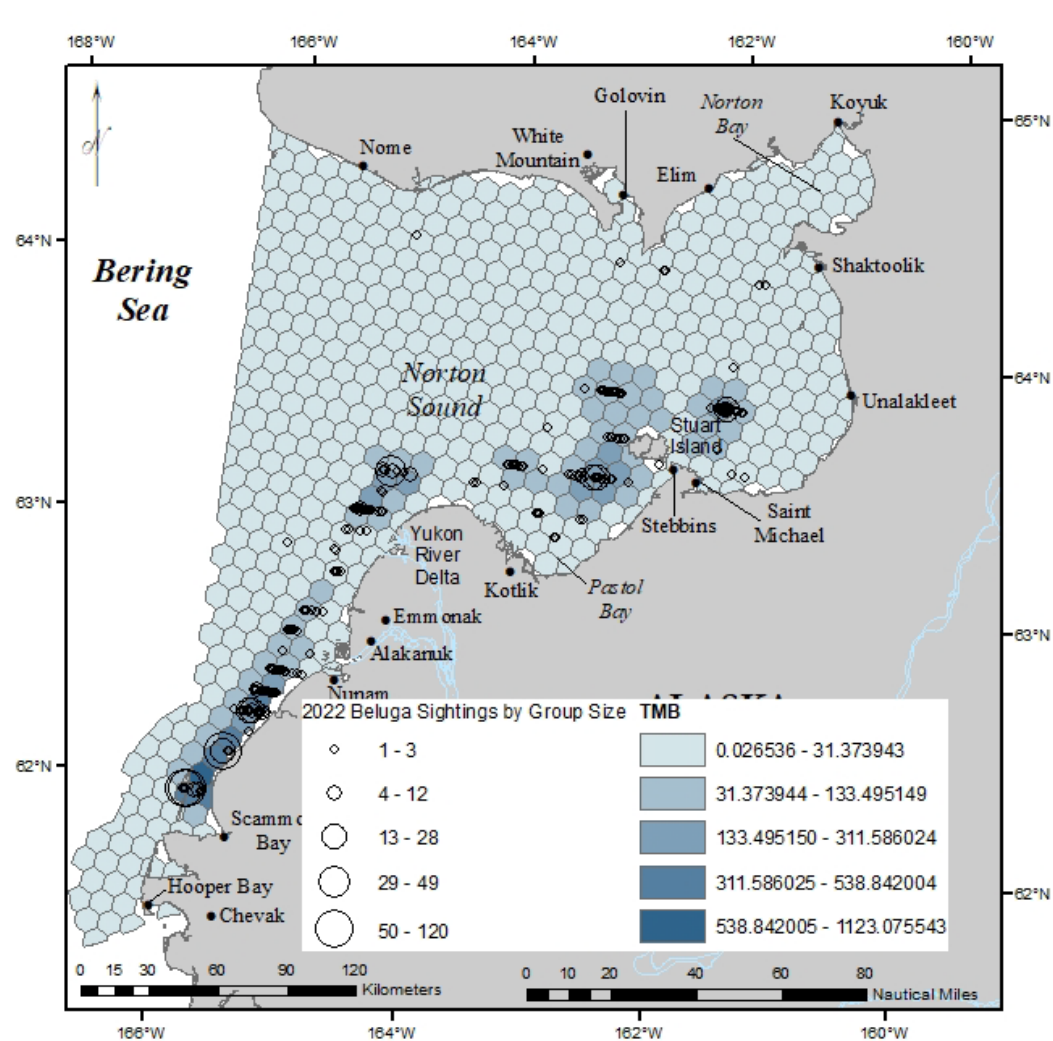 168°W 166°W 164°W 162°W 160°W
N
Golovin
Norton
Bay
Koyuk
65°N
Nome
White
Mountain
Elim
64°N
Shaktoolik
Bering
Sea
64°N
Norton
Sound
Unalakleet
Stuart
Island
63°N
Stebbins
Saint
Michael
Yukon
River
Delta
Kotlik
Pastol
Bay
63°N
Emmonak
Alakanuk
Nunam
2022 Beluga Sightings by Group Size TMB
1 - 3 0.026536 - 31.373943
4 - 12 31.373944 - 133.495149
13 - 28 133.495150 - 311.586024
29 - 49 311.586025 - 538.842004
50 - 120 538.842005 - 1123.075543
62°N
Scammo
Bay
Hooper Bay
Chevak
62°N
0 15 30 60 90 120
Kilometers
0 10 20 40 60 80
Nautical Miles
166°W 164°W 162°W 160°W